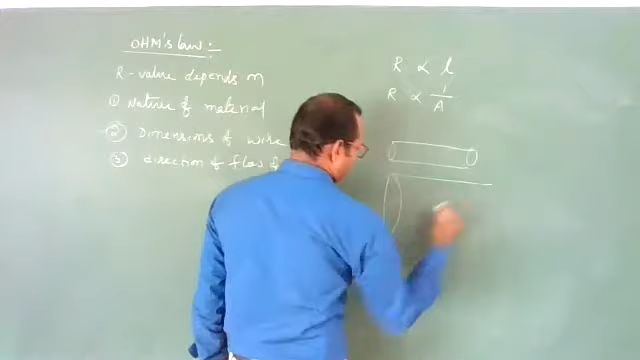 OHM's law:-
R-value depends on
① Nature of material
② Dimensions of wire
③ direction of flow of
R ∝ l
R ∝ 1/A